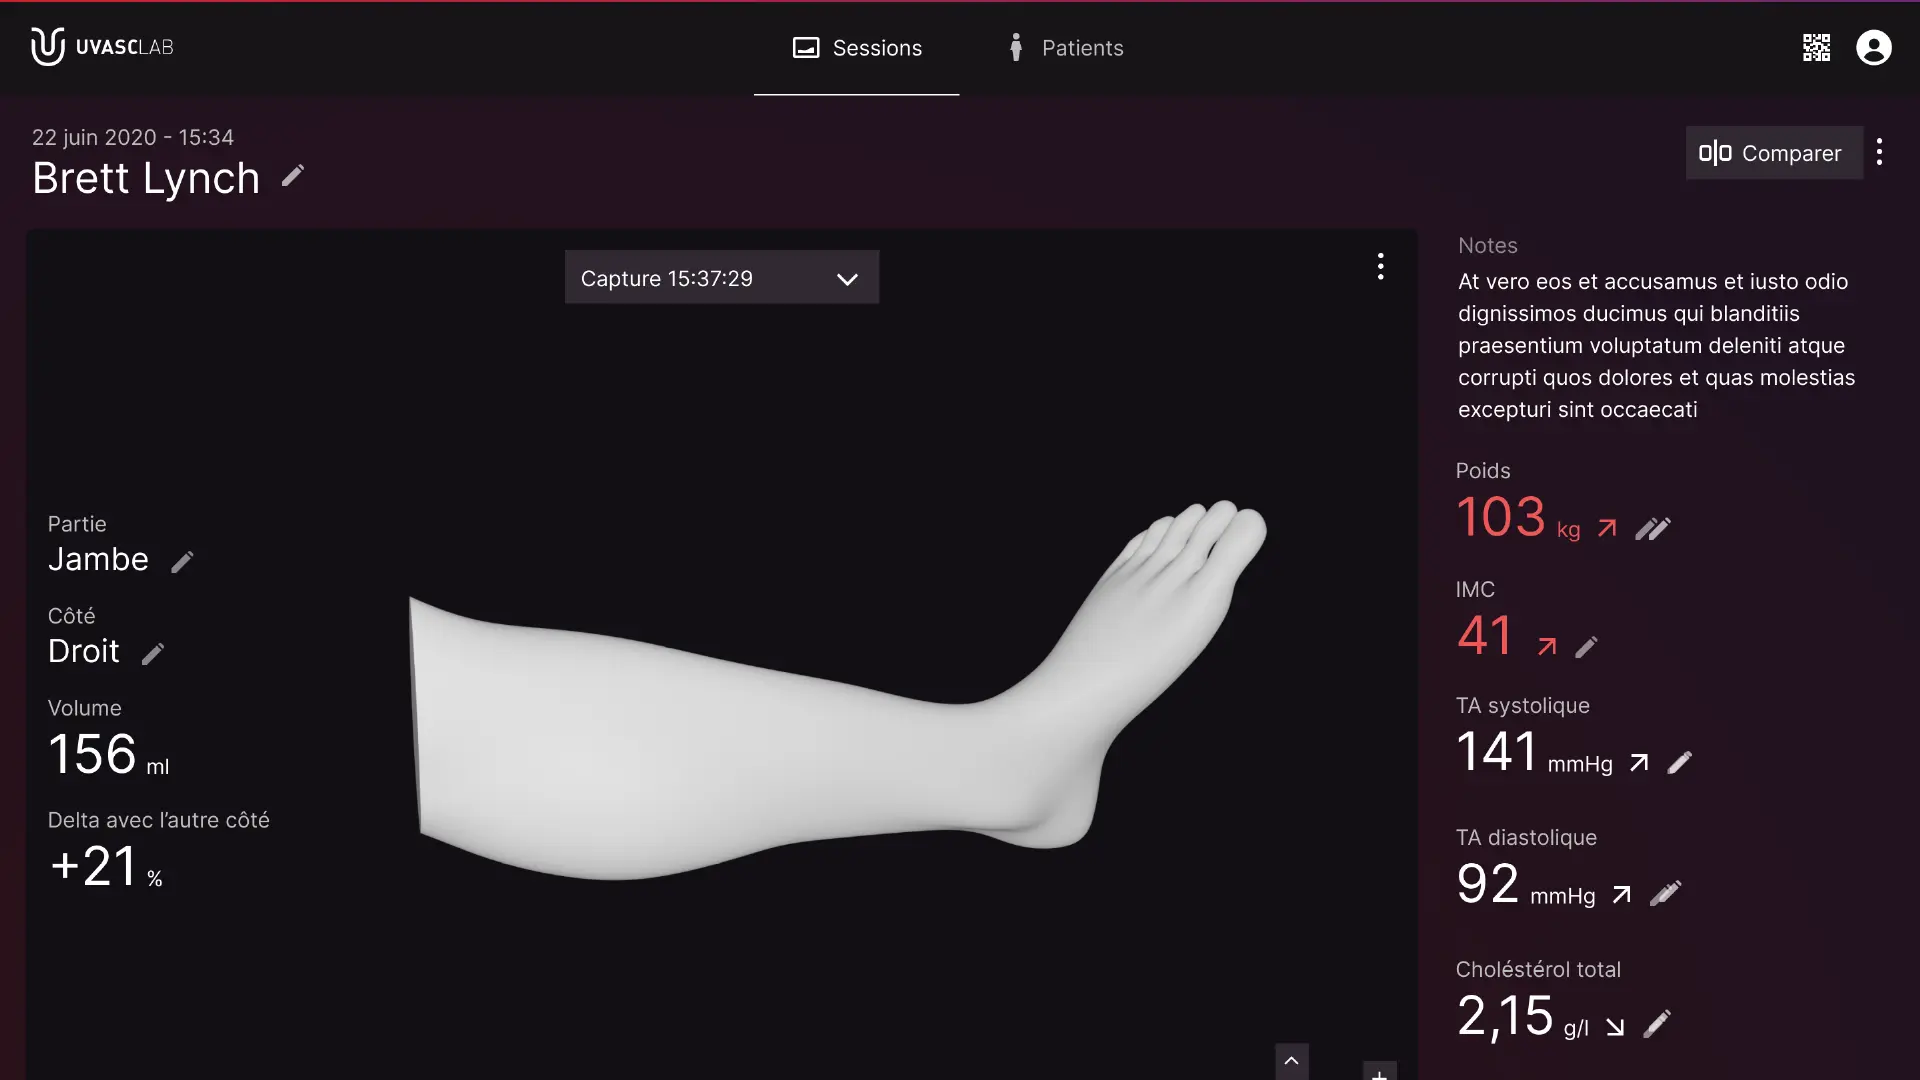 UVASCLAB
Sessions
Patients
22 juin 2020 - 15:34
Brett Lynch
Comparer
Capture 15:37:29
Partie
Jambe
Côté
Droit
Volume
156 ml
Delta avec l’autre côté
+21 %
Notes
At vero eos et accusamus et iusto odio
dignissimos ducimus qui blanditiis
praesentium voluptatum deleniti atque
corrupti quos dolores et quas molestias
excepturi sint occaecati
Poids
103 kg
IMC
41
TA systolique
141 mmHg
TA diastolique
92 mmHg
Choléstérol total
2,15 g/l